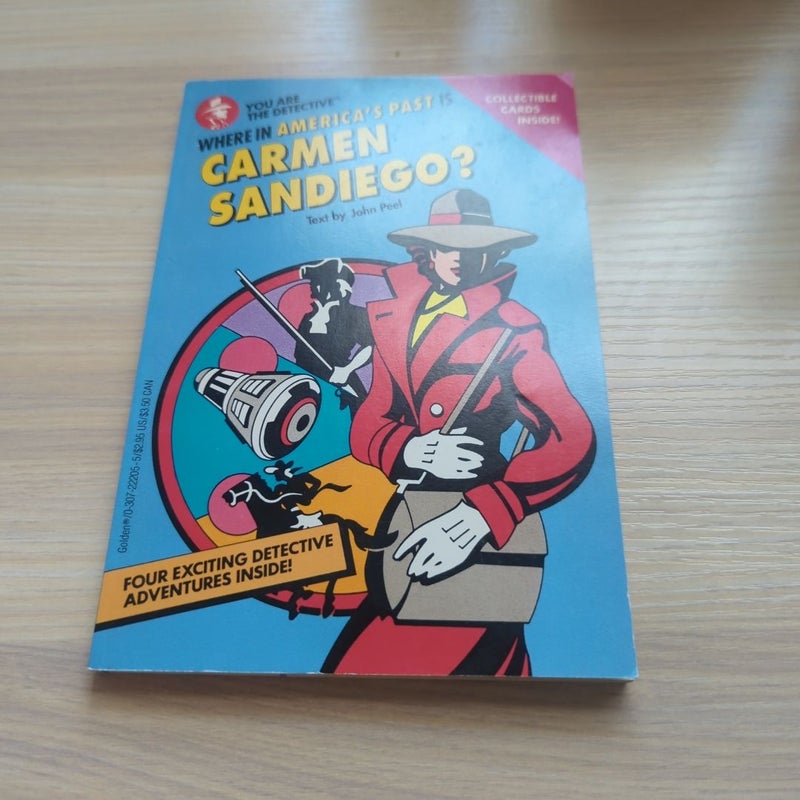 YOU ARE
THE DETECTIVE™
WHERE IN AMERICA'S PAST IS
CARMEN
SANDIEGO?™
Text by John Peel
COLLECTIBLE
CARDS
INSIDE!
Golden®/0-307-22205-5/$2.95 US/$3.50 CAN
FOUR EXCITING DETECTIVE
ADVENTURES INSIDE!